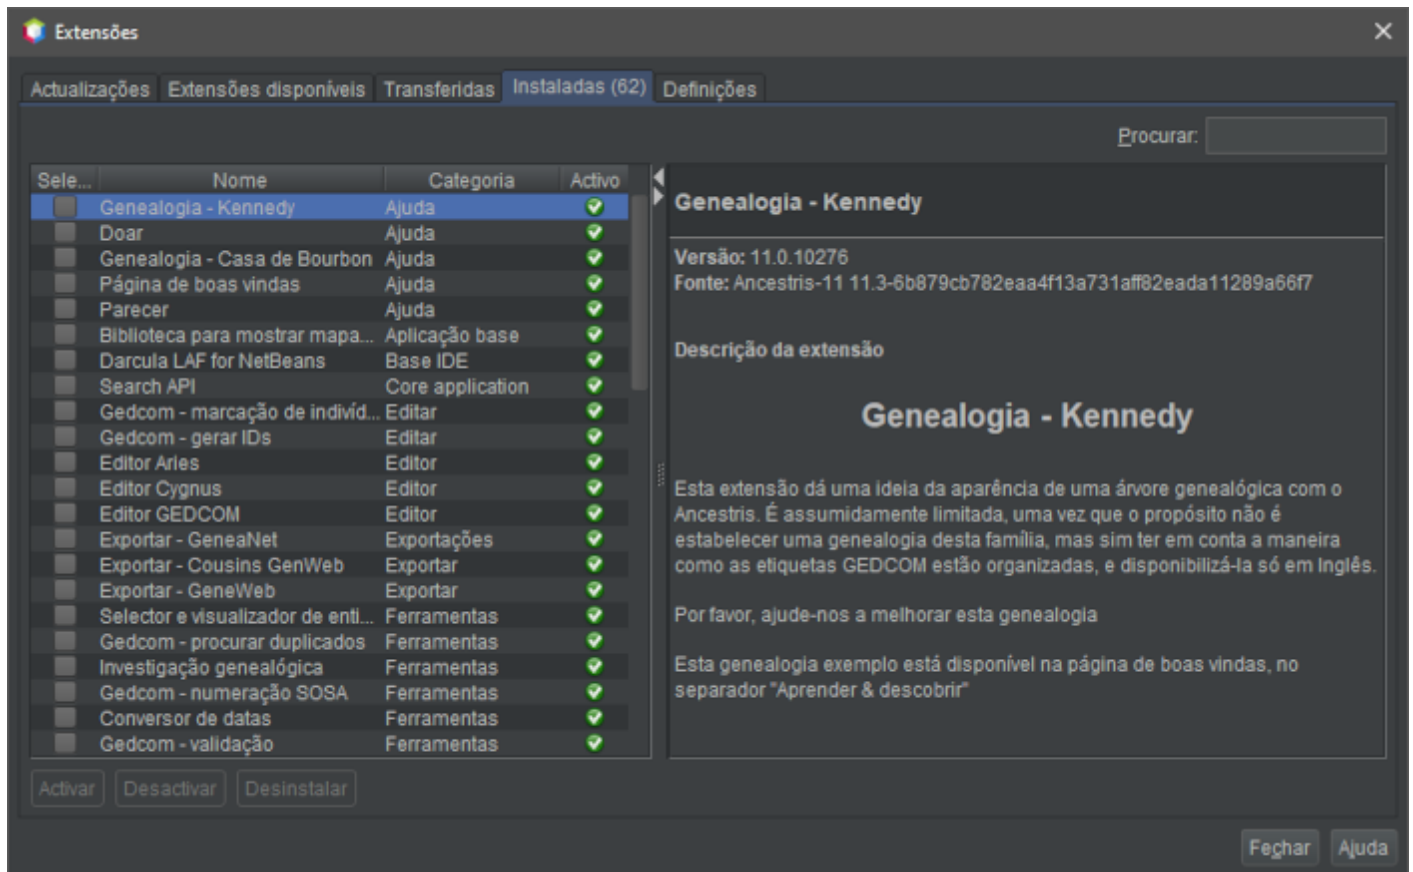 Extensões
Actualizações Extensões disponíveis Transferidas Instaladas (62) Definições
Procurar:
Sele... Nome Categoria Activo
Genealogia - Kennedy Ajuda
Doar Ajuda
Genealogia - Casa de Bourbon Ajuda
Página de boas vindas Ajuda
Parecer Ajuda
Biblioteca para mostrar mapa... Aplicação base
Darcula LAF for NetBeans Base IDE
Search API Core application
Gedcom - marcação de indivíd... Editar
Gedcom - gerar IDs Editar
Editor Aries Editor
Editor Cygnus Editor
Editor GEDCOM Editor
Exportar - GeneaNet Exportações
Exportar - Cousins GenWeb Exportar
Exportar - GeneWeb Exportar
Selector e visualizador de enti... Ferramentas
Gedcom - procurar duplicados Ferramentas
Investigação genealógica Ferramentas
Gedcom - numeração SOSA Ferramentas
Conversor de datas Ferramentas
Gedcom - validação Ferramentas
Genealogia - Kennedy
Versão: 11.0.10276
Fonte: Ancestris-11 11.3-6b879cb782eaa4f13a731aff82eada11289a66f7
Descrição da extensão
Genealogia - Kennedy
Esta extensão dá uma ideia da aparência de uma árvore genealógica com o
Ancestris. É assumidamente limitada, uma vez que o propósito não é
estabelecer uma genealogia desta família, mas sim ter em conta a maneira
como as etiquetas GEDCOM estão organizadas, e disponibilizá-la só em Inglês.
Por favor, ajude-nos a melhorar esta genealogia
Esta genealogia exemplo está disponível na página de boas vindas, no
separador "Aprender & descobrir"
Activar Desactivar Desinstalar
Fechar Ajuda